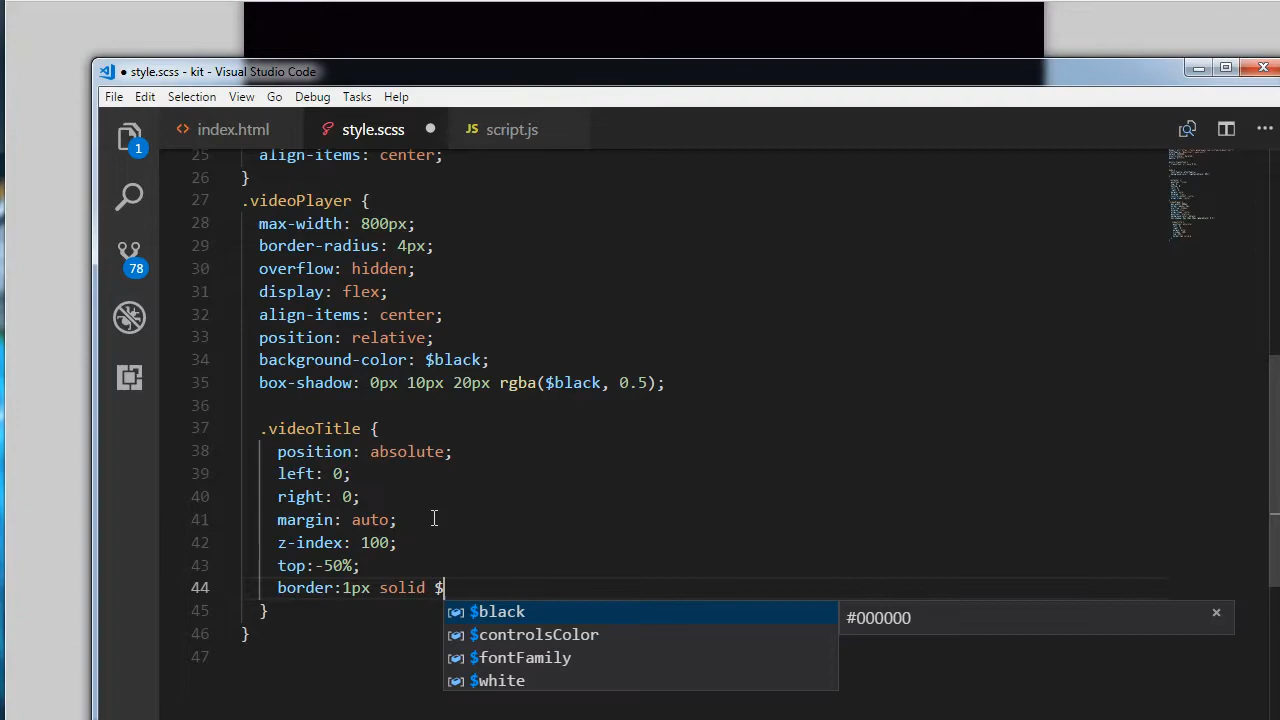 ● style.scss - kit - Visual Studio Code
File Edit Selection View Go Debug Tasks Help
<> index.html style.scss ● JS script.js ...
1
78
25 align-items: center;
26 }
27 .videoPlayer {
28 max-width: 800px;
29 border-radius: 4px;
30 overflow: hidden;
31 display: flex;
32 align-items: center;
33 position: relative;
34 background-color: $black;
35 box-shadow: 0px 10px 20px rgba($black, 0.5);
36
37 .videoTitle {
38 position: absolute;
39 left: 0;
40 right: 0;
41 margin: auto;
42 z-index: 100;
43 top:-50%;
44 border:1px solid $
45 }
46 }
47
$black
#000000
$controlsColor
$fontFamily
$white